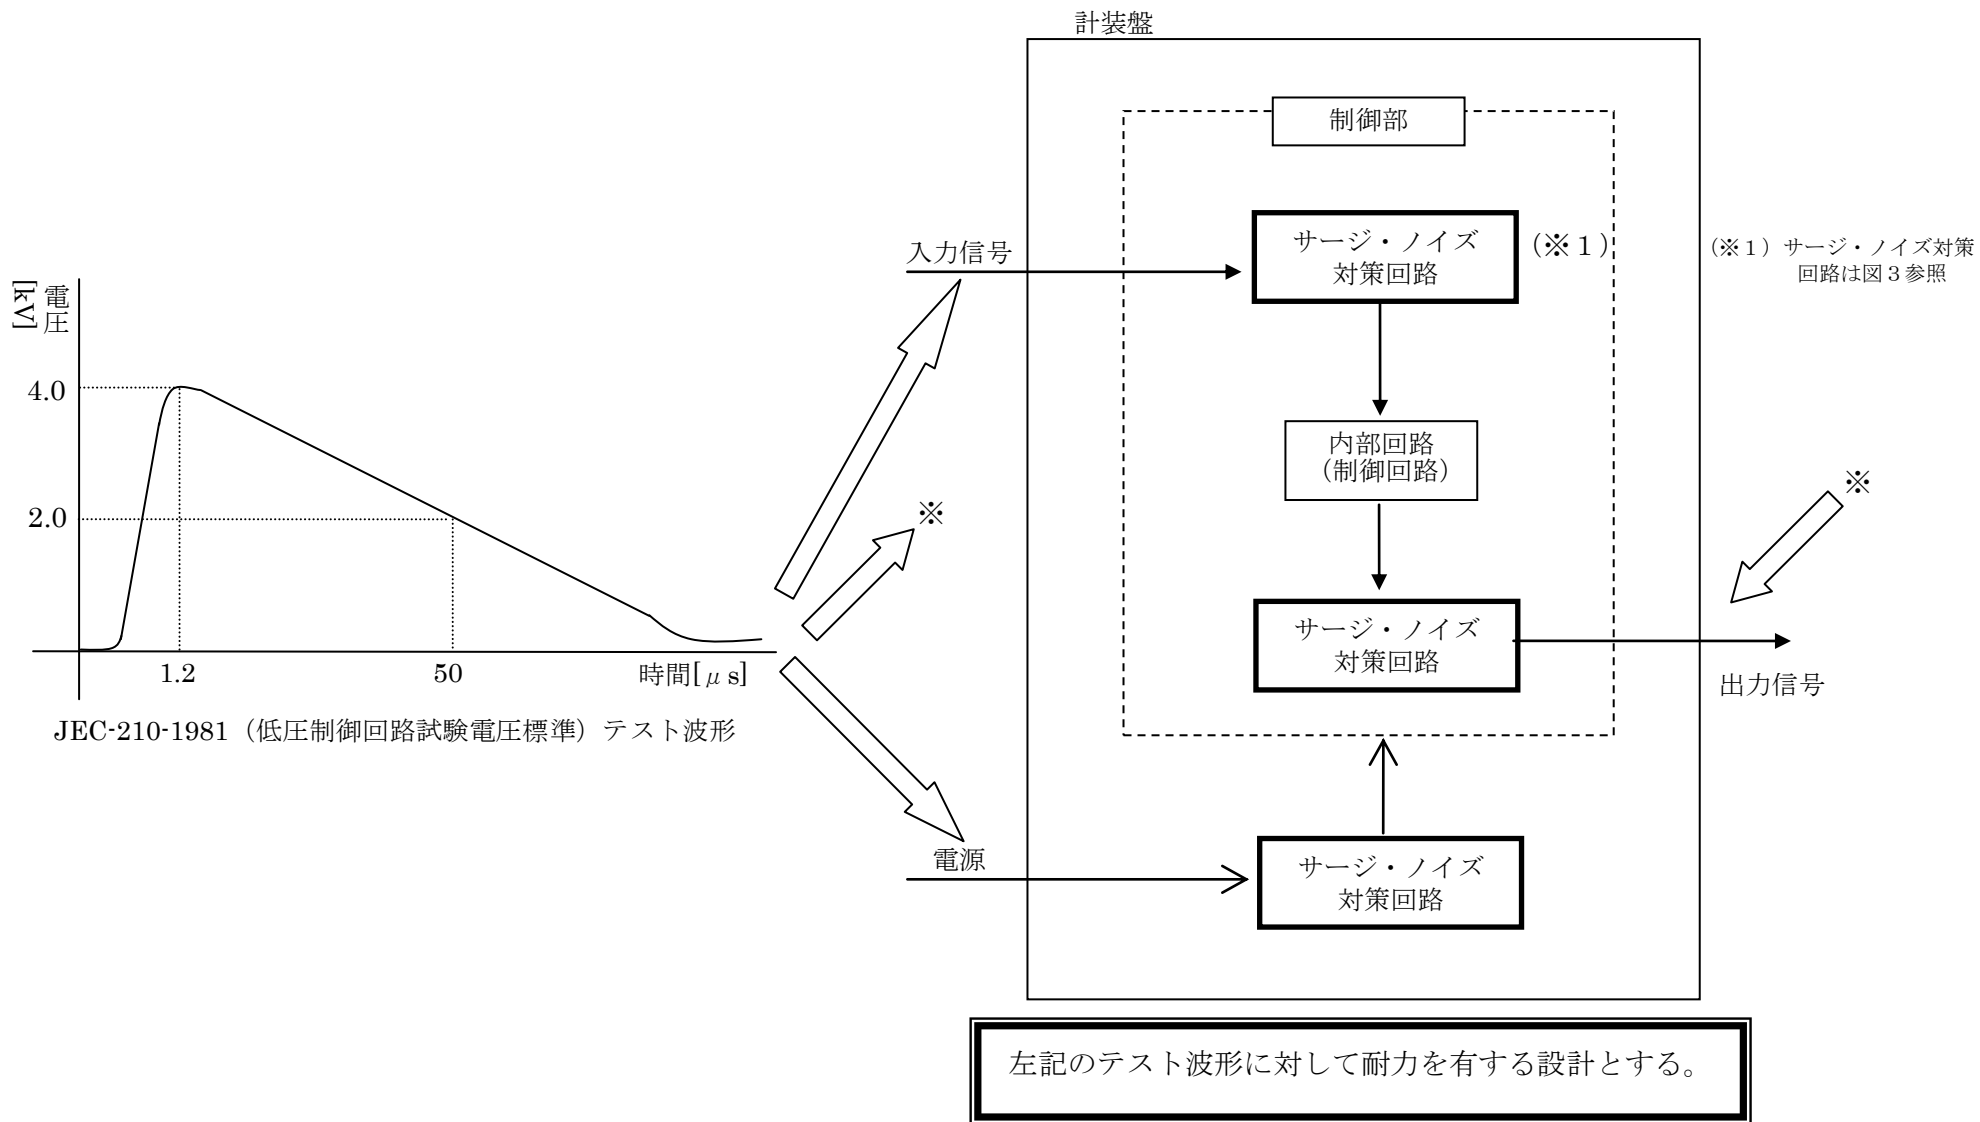 計装盤
制御部
サージ・ノイズ
対策回路
(※1)
(※1)サージ・ノイズ対策
回路は図3参照
入力信号
電圧
[kV]
4.0
2.0
1.2
50
時間[μs]
JEC-210-1981(低圧制御回路試験電圧標準)テスト波形
※
内部回路
(制御回路)
※
サージ・ノイズ
対策回路
出力信号
電源
サージ・ノイズ
対策回路
左記のテスト波形に対して耐力を有する設計とする。